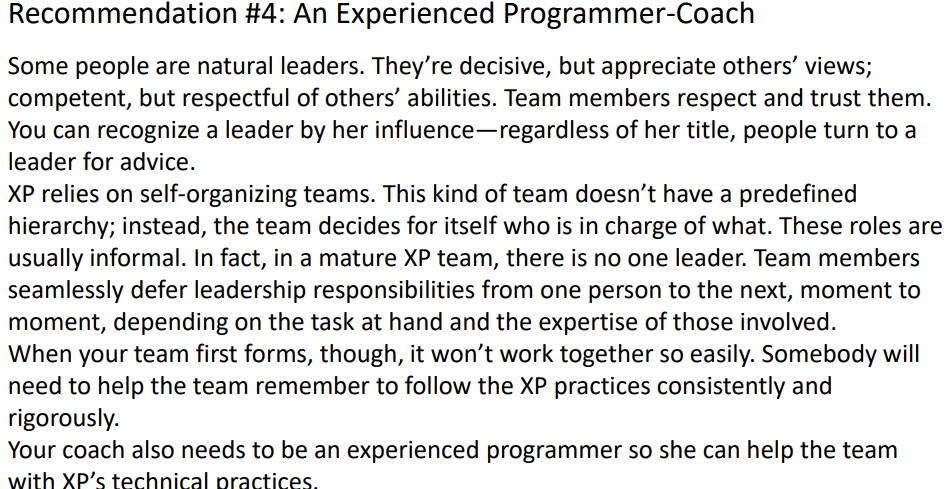 Recommendation #4: An Experienced Programmer-Coach
Some people are natural leaders. They’re decisive, but appreciate others’ views;
competent, but respectful of others’ abilities. Team members respect and trust them.
You can recognize a leader by her influence—regardless of her title, people turn to a
leader for advice.
XP relies on self-organizing teams. This kind of team doesn’t have a predefined
hierarchy; instead, the team decides for itself who is in charge of what. These roles are
usually informal. In fact, in a mature XP team, there is no one leader. Team members
seamlessly defer leadership responsibilities from one person to the next, moment to
moment, depending on the task at hand and the expertise of those involved.
When your team first forms, though, it won’t work together so easily. Somebody will
need to help the team remember to follow the XP practices consistently and
rigorously.
Your coach also needs to be an experienced programmer so she can help the team
with XP’s technical practices.